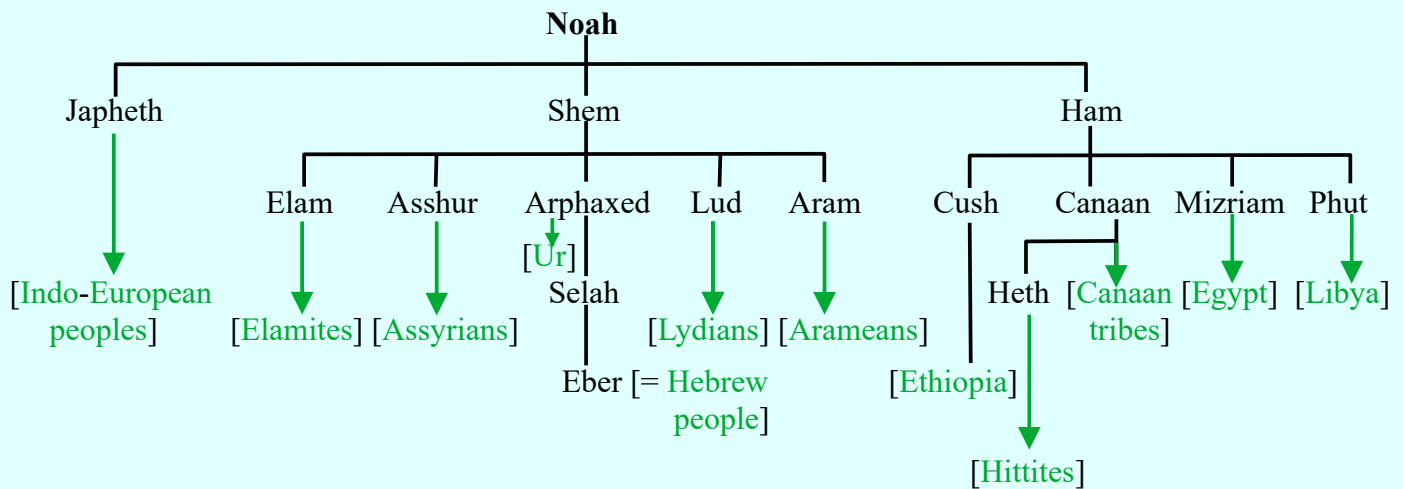 Noah
Japheth Shem Ham
Elam Asshur Arphaxed Lud Aram Cush Canaan Mizriam Phut
[Ur]
[Indo-European
peoples]
Selah
Heth [Canaan
tribes]
[Egypt] [Libya]
[Elamites] [Assyrians] [Lydians] [Arameans]
Eber [= Hebrew
people]
[Ethiopia]
[Hittites]